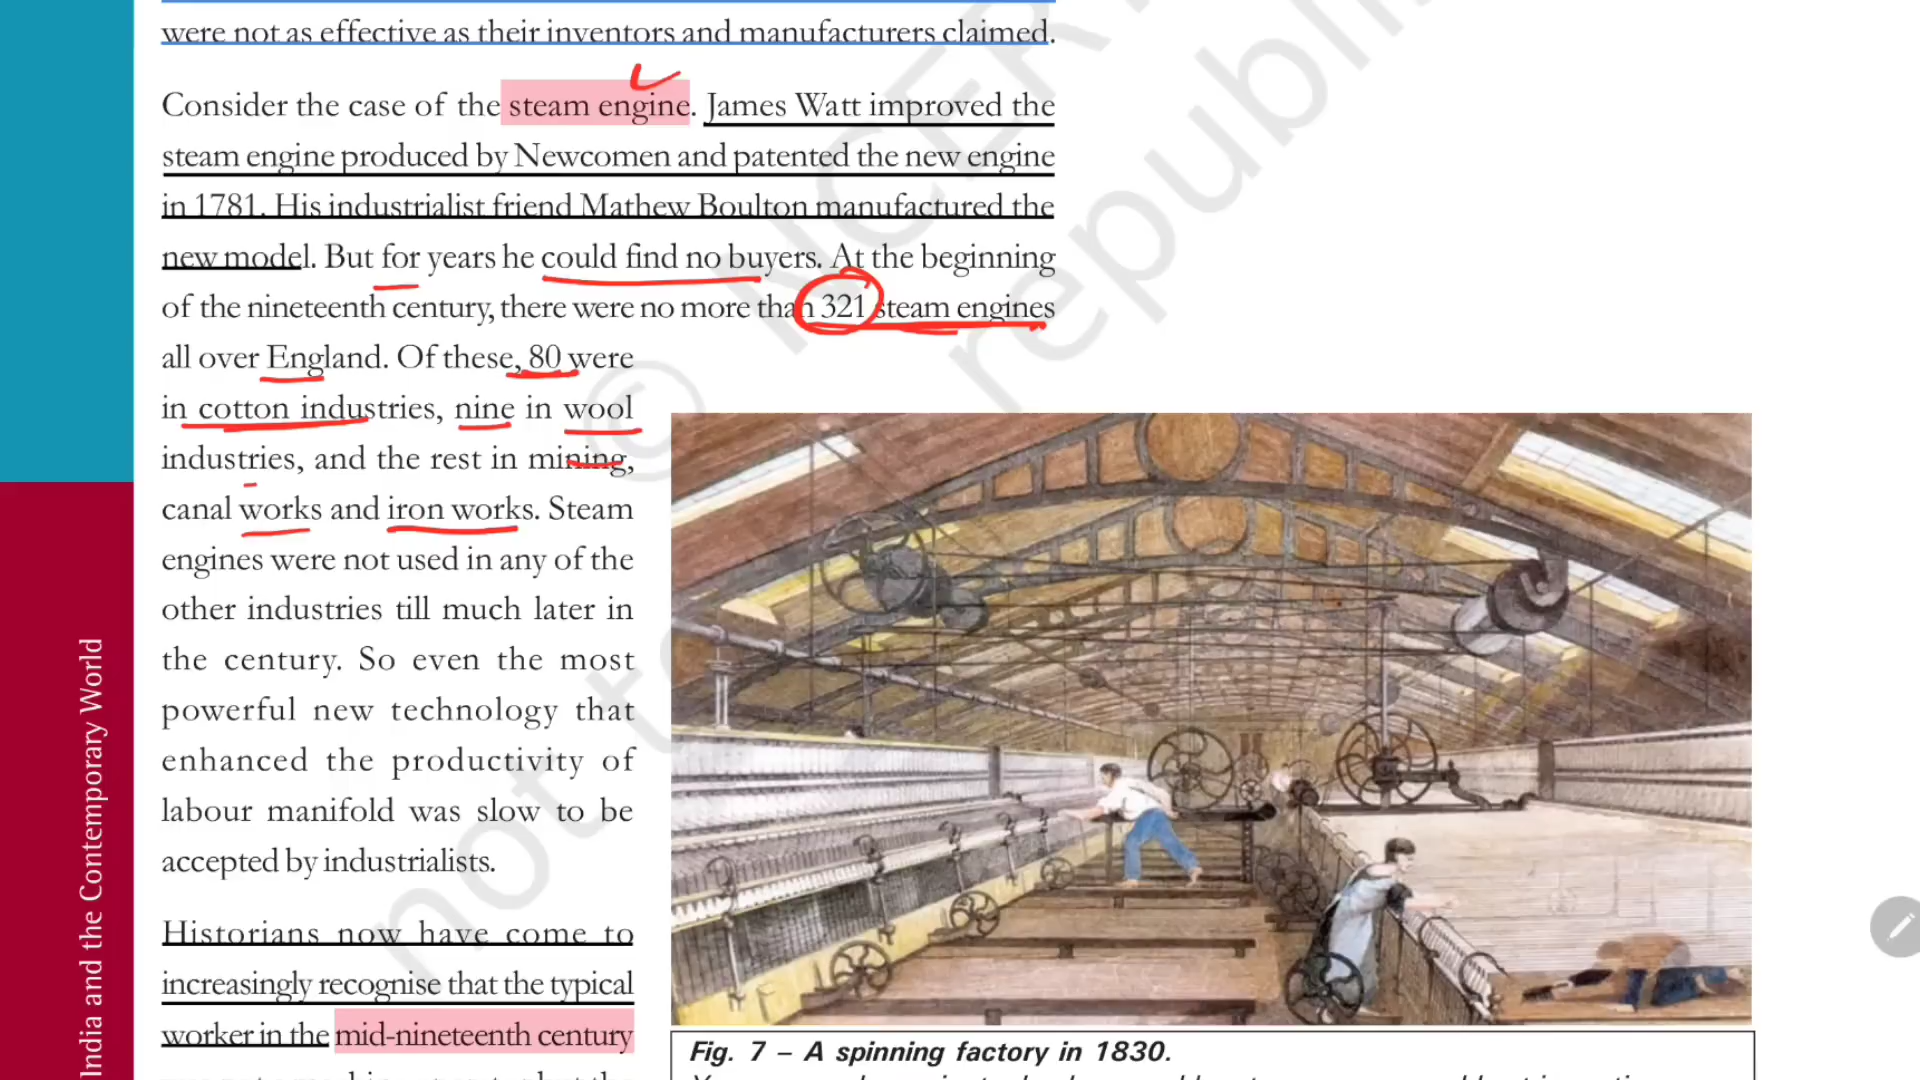 were not as effective as their inventors and manufacturers claimed.
Consider the case of the steam engine. James Watt improved the
steam engine produced by Newcomen and patented the new engine
in 1781. His industrialist friend Mathew Boulton manufactured the
new model. But for years he could find no buyers. At the beginning
of the nineteenth century, there were no more than 321 steam engines
all over England. Of these, 80 were
in cotton industries, nine in wool
industries, and the rest in mining,
canal works and iron works. Steam
engines were not used in any of the
other industries till much later in
the century. So even the most
powerful new technology that
enhanced the productivity of
labour manifold was slow to be
accepted by industrialists.
Historians now have come to
increasingly recognise that the typical
worker in the mid-nineteenth century
Fig. 7 – A spinning factory in 1830.
India and the Contemporary World
© NCER
republi
not to